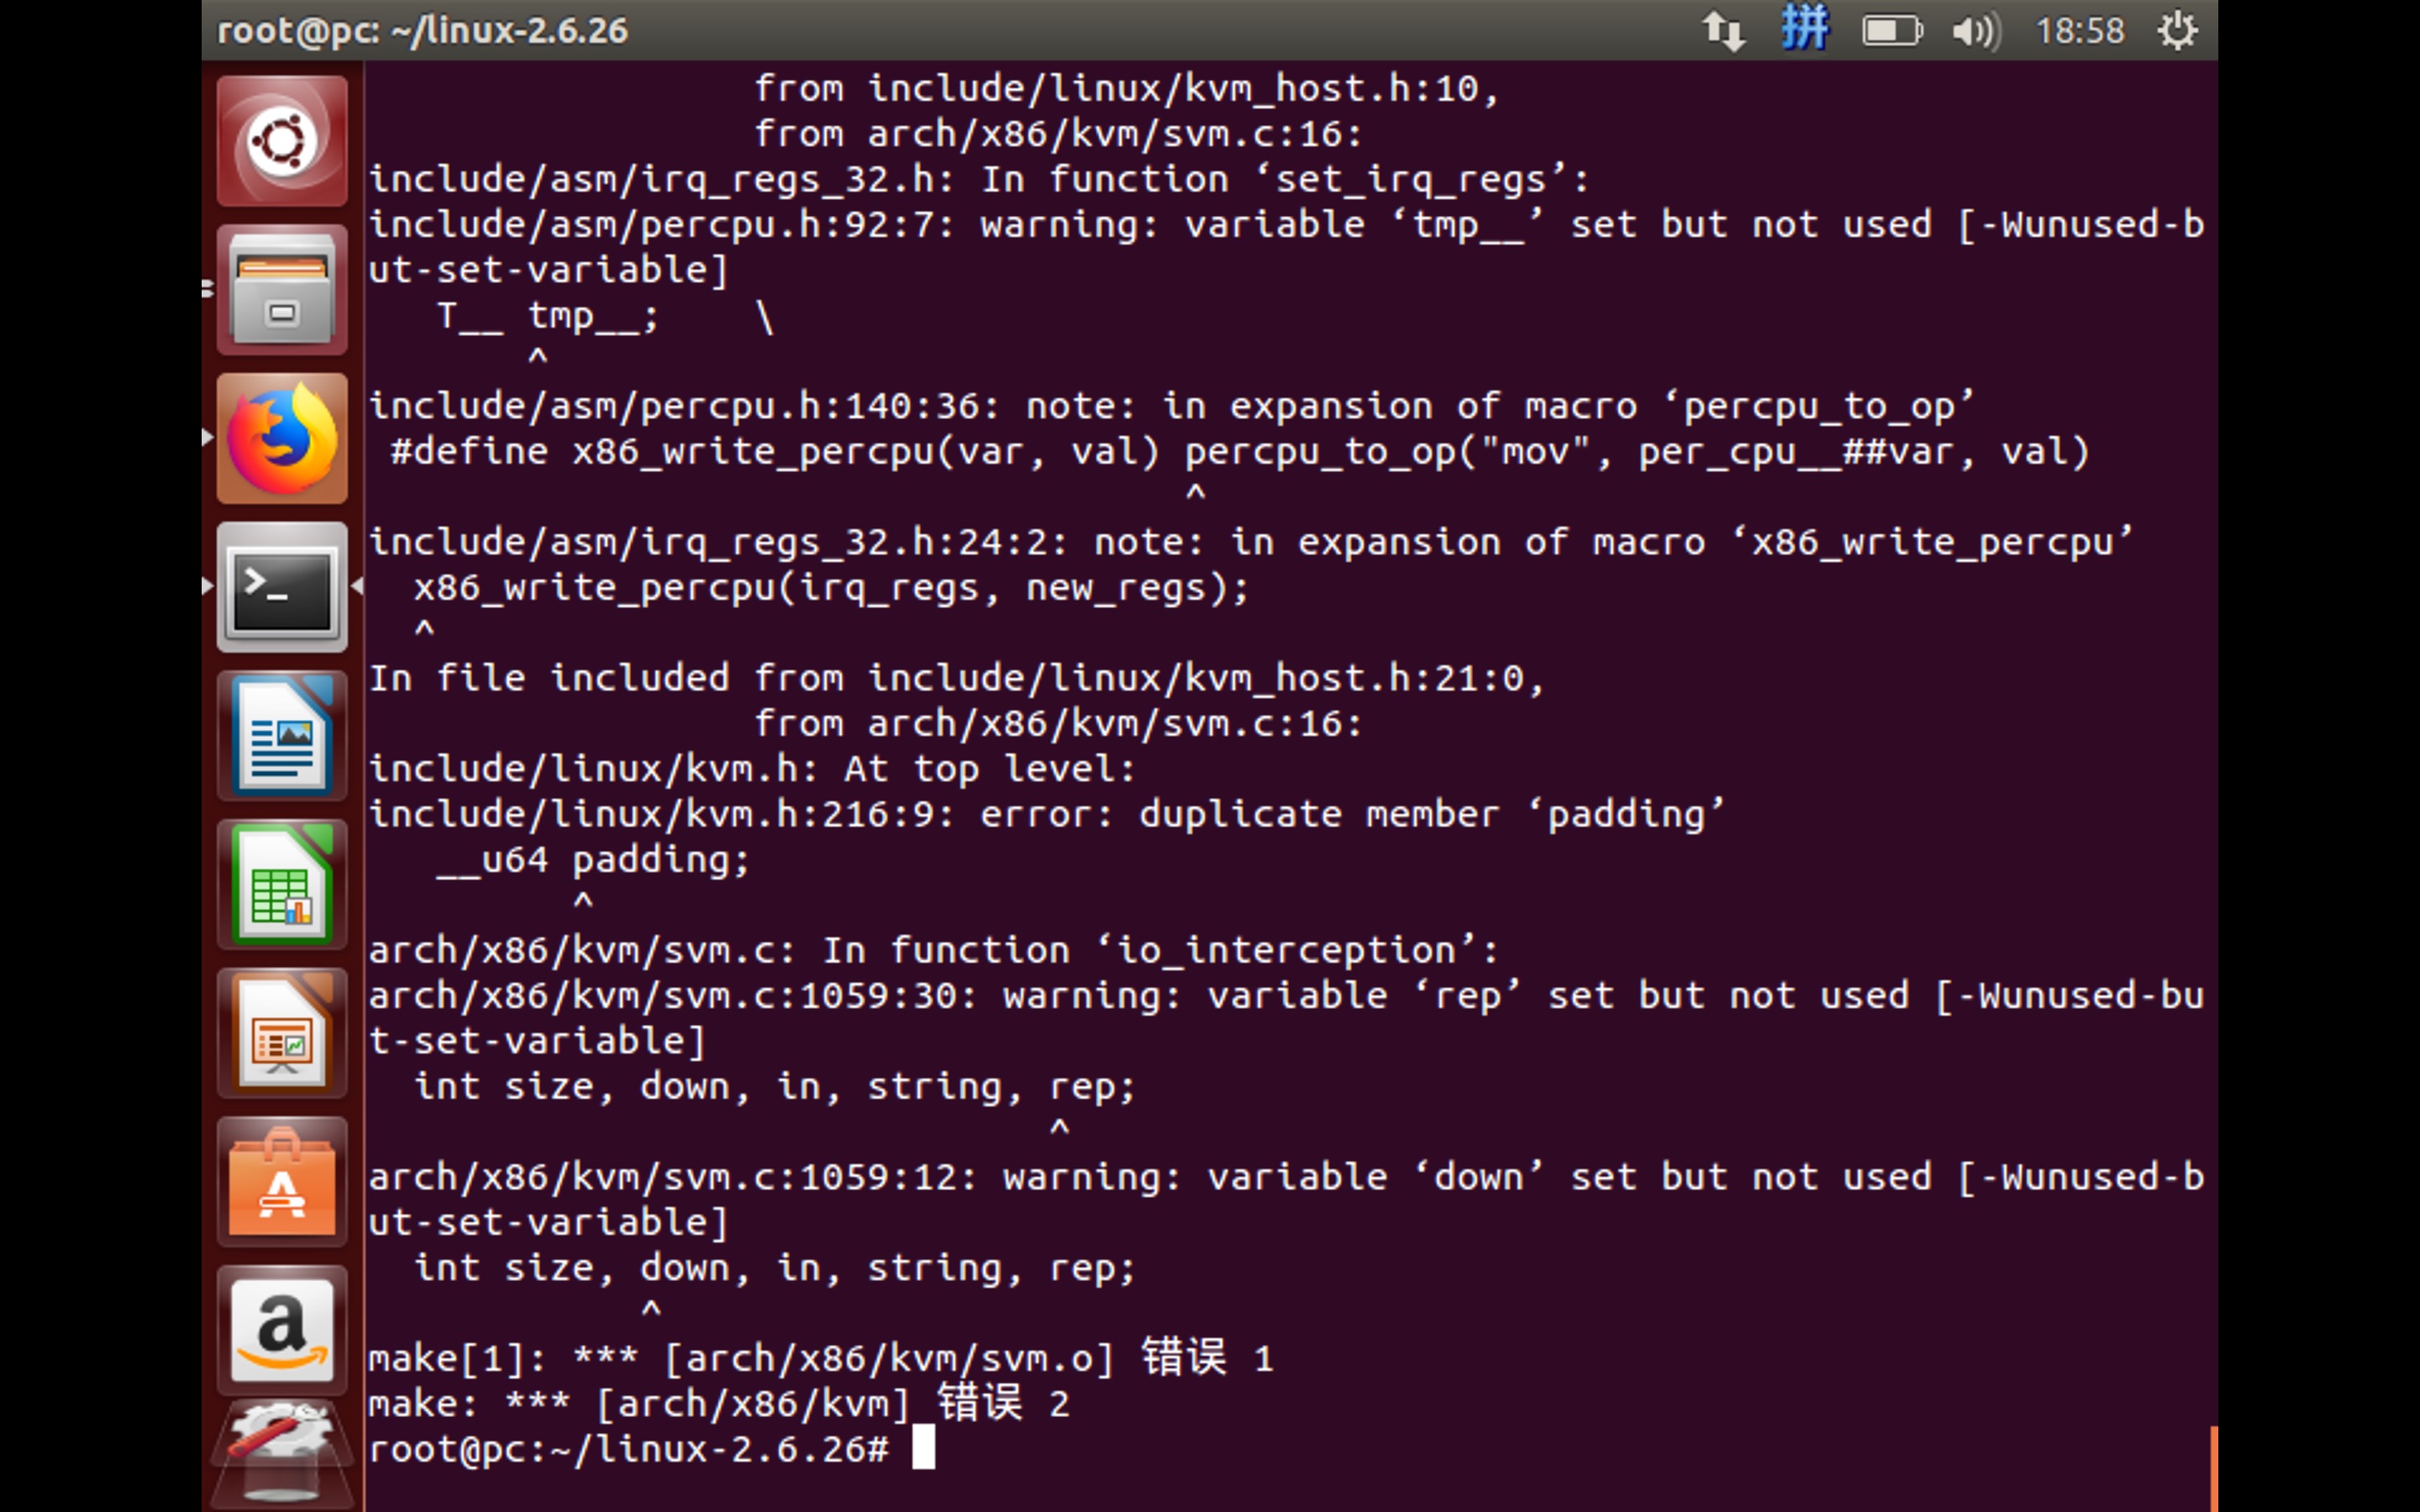 root@pc: ~/linux-2.6.26 拼 18:58
from include/linux/kvm_host.h:10,
from arch/x86/kvm/svm.c:16:
include/asm/irq_regs_32.h: In function ‘set_irq_regs’:
include/asm/percpu.h:92:7: warning: variable ‘tmp__’ set but not used [-Wunused-b
ut-set-variable]
T__ tmp__; \
^
include/asm/percpu.h:140:36: note: in expansion of macro ‘percpu_to_op’
#define x86_write_percpu(var, val) percpu_to_op("mov", per_cpu__##var, val)
^
include/asm/irq_regs_32.h:24:2: note: in expansion of macro ‘x86_write_percpu’
x86_write_percpu(irq_regs, new_regs);
^
In file included from include/linux/kvm_host.h:21:0,
from arch/x86/kvm/svm.c:16:
include/linux/kvm.h: At top level:
include/linux/kvm.h:216:9: error: duplicate member ‘padding’
__u64 padding;
^
arch/x86/kvm/svm.c: In function ‘io_interception’:
arch/x86/kvm/svm.c:1059:30: warning: variable ‘rep’ set but not used [-Wunused-bu
t-set-variable]
int size, down, in, string, rep;
^
arch/x86/kvm/svm.c:1059:12: warning: variable ‘down’ set but not used [-Wunused-b
ut-set-variable]
int size, down, in, string, rep;
^
make[1]: *** [arch/x86/kvm/svm.o] 错误 1
make: *** [arch/x86/kvm] 错误 2
root@pc:~/linux-2.6.26#